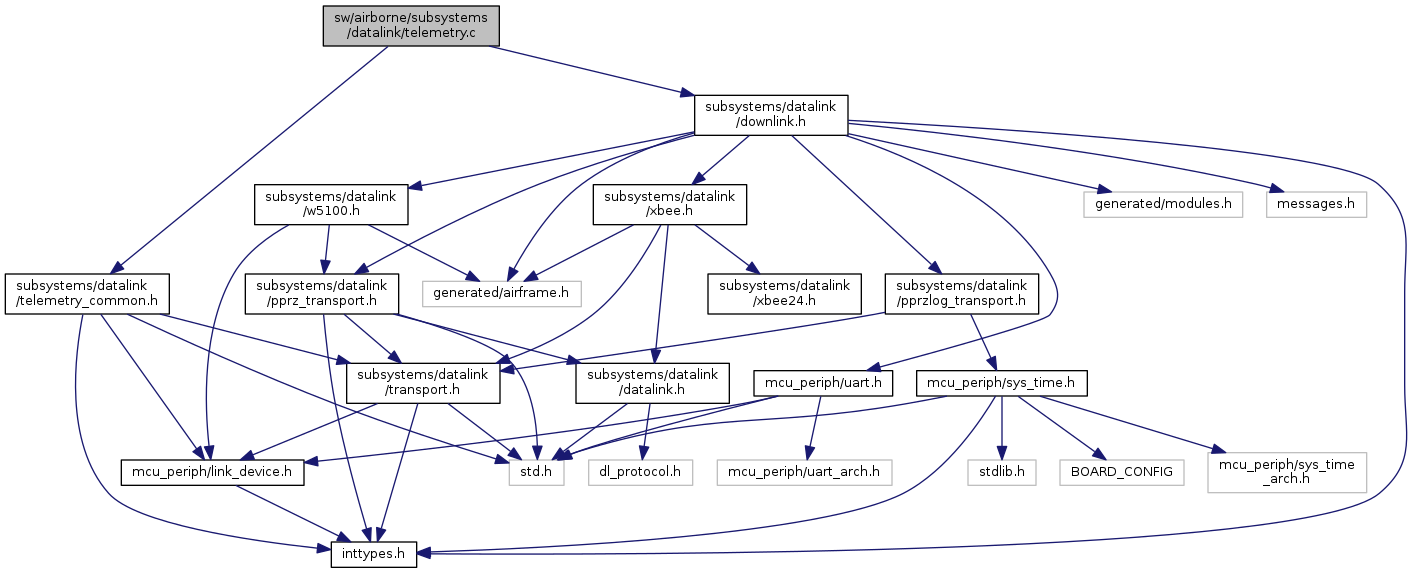 sw/airborne/subsystems
/datalink/telemetry.c
subsystems/datalink
/downlink.h
subsystems/datalink
/w5100.h
subsystems/datalink
/xbee.h
generated/modules.h
messages.h
subsystems/datalink
/telemetry_common.h
subsystems/datalink
/pprz_transport.h
generated/airframe.h
subsystems/datalink
/xbee24.h
subsystems/datalink
/pprzlog_transport.h
subsystems/datalink
/transport.h
subsystems/datalink
/datalink.h
mcu_periph/uart.h
mcu_periph/sys_time.h
mcu_periph/link_device.h
std.h
dl_protocol.h
mcu_periph/uart_arch.h
stdlib.h
BOARD_CONFIG
mcu_periph/sys_time
_arch.h
inttypes.h